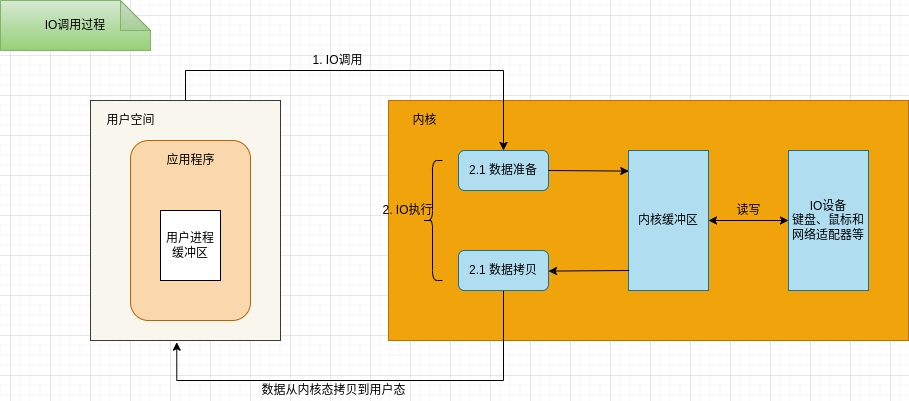 IO调用过程
1. IO调用
用户空间
应用程序
用户进程
缓冲区
内核
2.1 数据准备
2. IO执行
2.1 数据拷贝
内核缓冲区
读写
IO设备
键盘、鼠标和
网络适配器等
数据从内核态拷贝到用户态